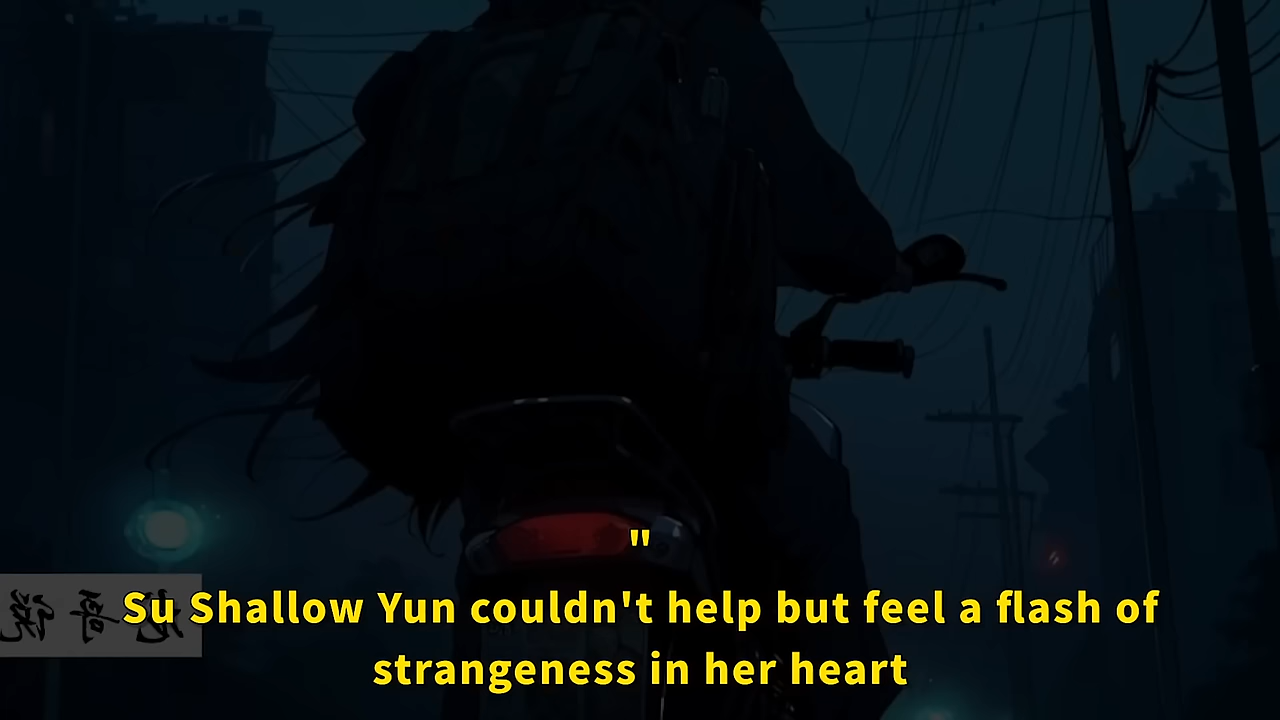 "
Su Shallow Yun couldn't help but feel a flash of
strangeness in her heart